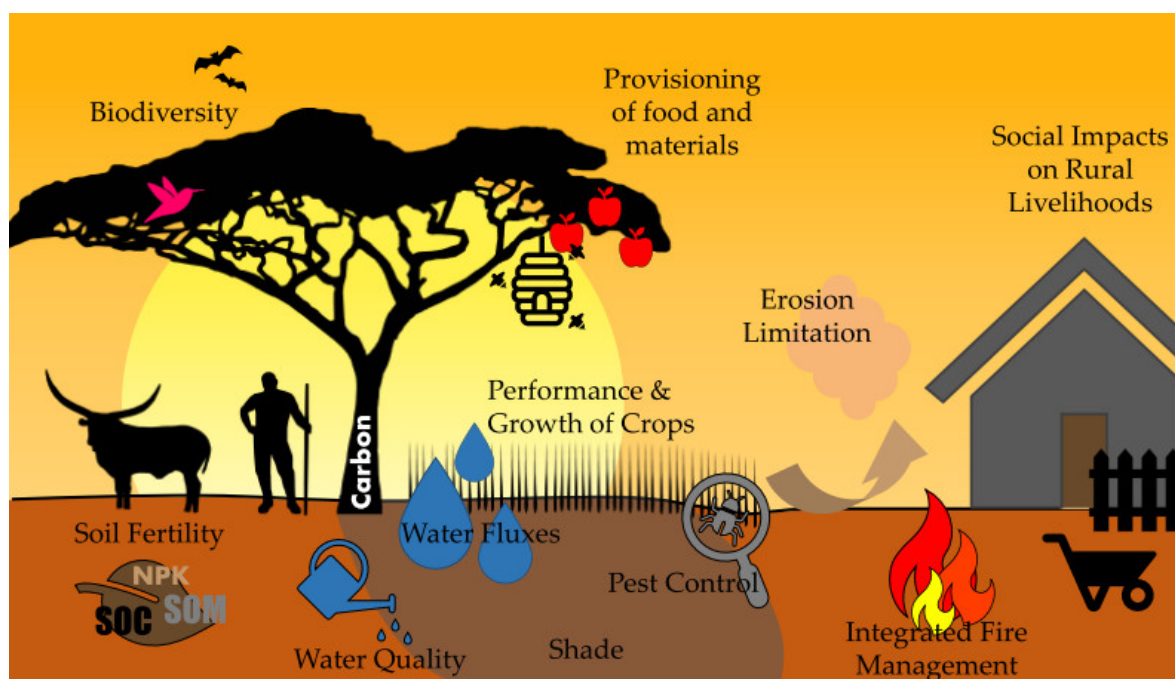 Biodiversity
Provisioning
of food and
materials
Social Impacts
on Rural
Livelihoods
Erosion
Limitation
Performance &
Growth of Crops
Carbon
Soil Fertility
NPK
SOC
SOM
Water Fluxes
Pest Control
Water Quality
Shade
Integrated Fire
Management